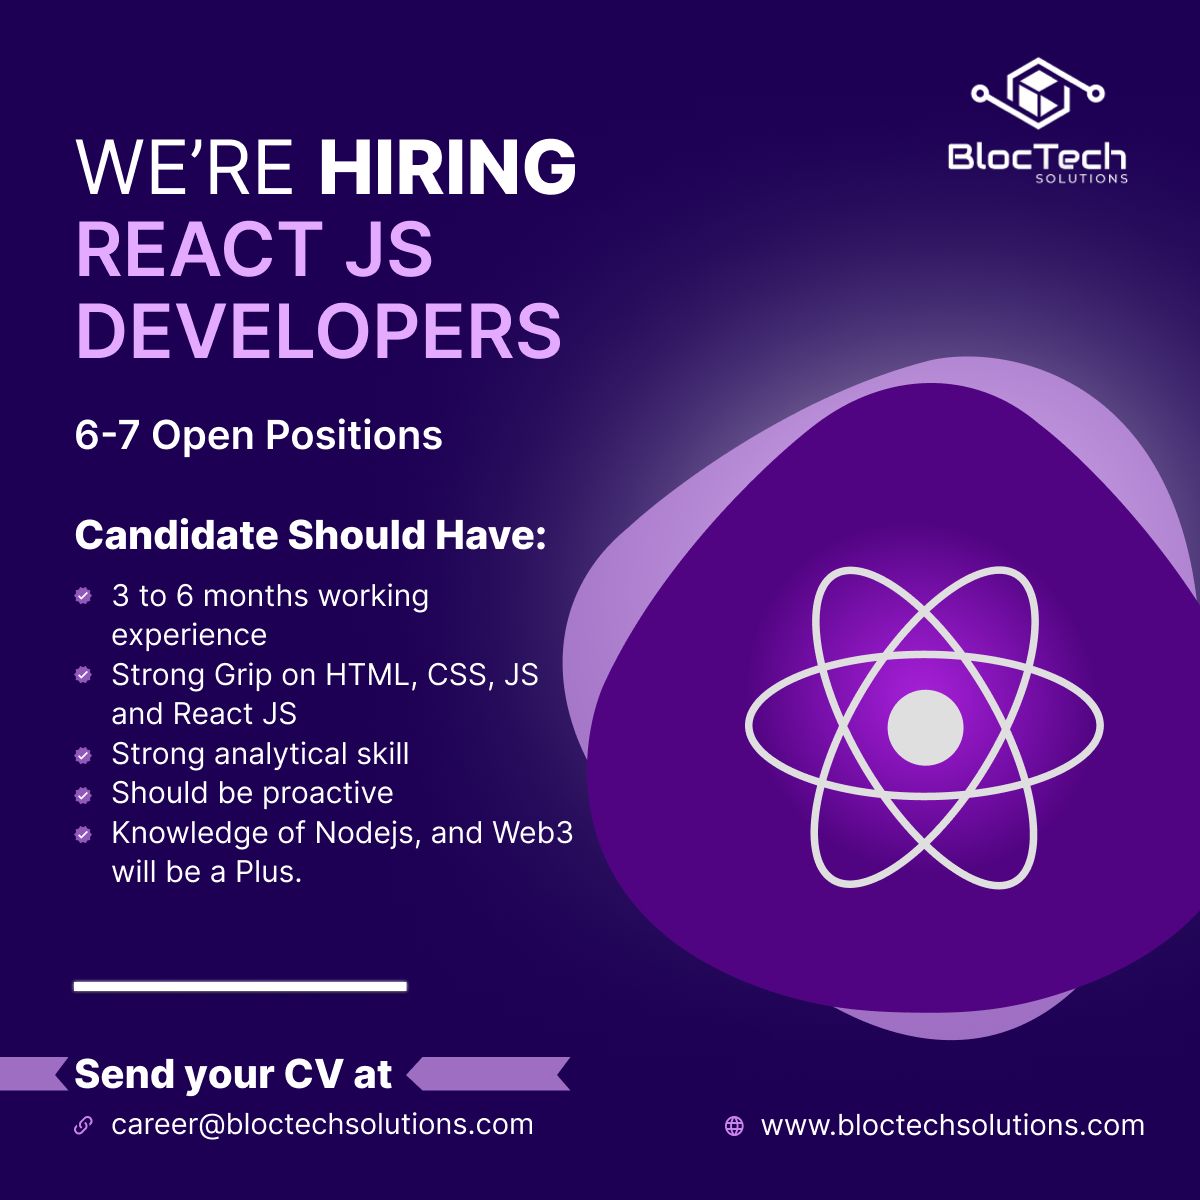 BlocTech
SOLUTIONS
WE’RE HIRING
REACT JS
DEVELOPERS
6-7 Open Positions
Candidate Should Have:
3 to 6 months working
experience
Strong Grip on HTML, CSS, JS
and React JS
Strong analytical skill
Should be proactive
Knowledge of Nodejs, and Web3
will be a Plus.
Send your CV at
career@bloctechsolutions.com
www.bloctechsolutions.com